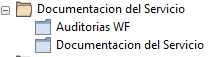 Documentacion del Servicio
Auditorias WF
Documentacion del Servicio